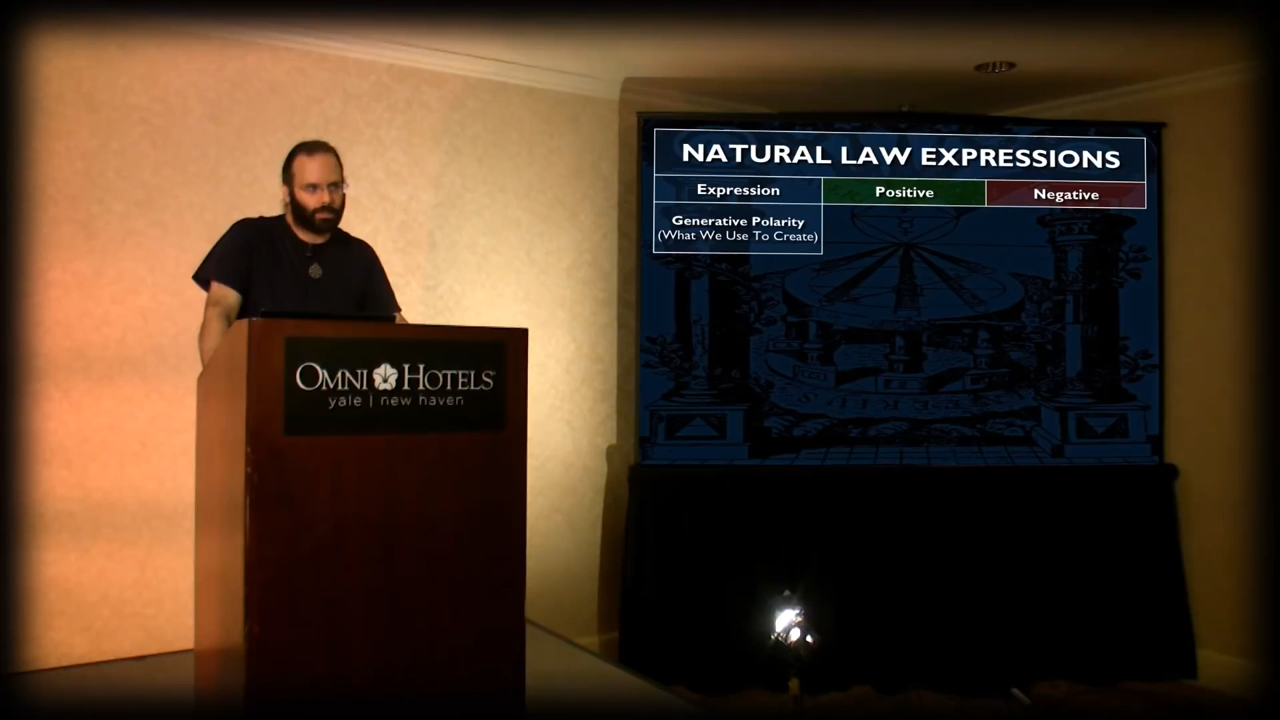 NATURAL LAW EXPRESSIONS
Expression Positive Negative
Generative Polarity
(What We Use To Create)
OMNI HOTELS
yale | new haven